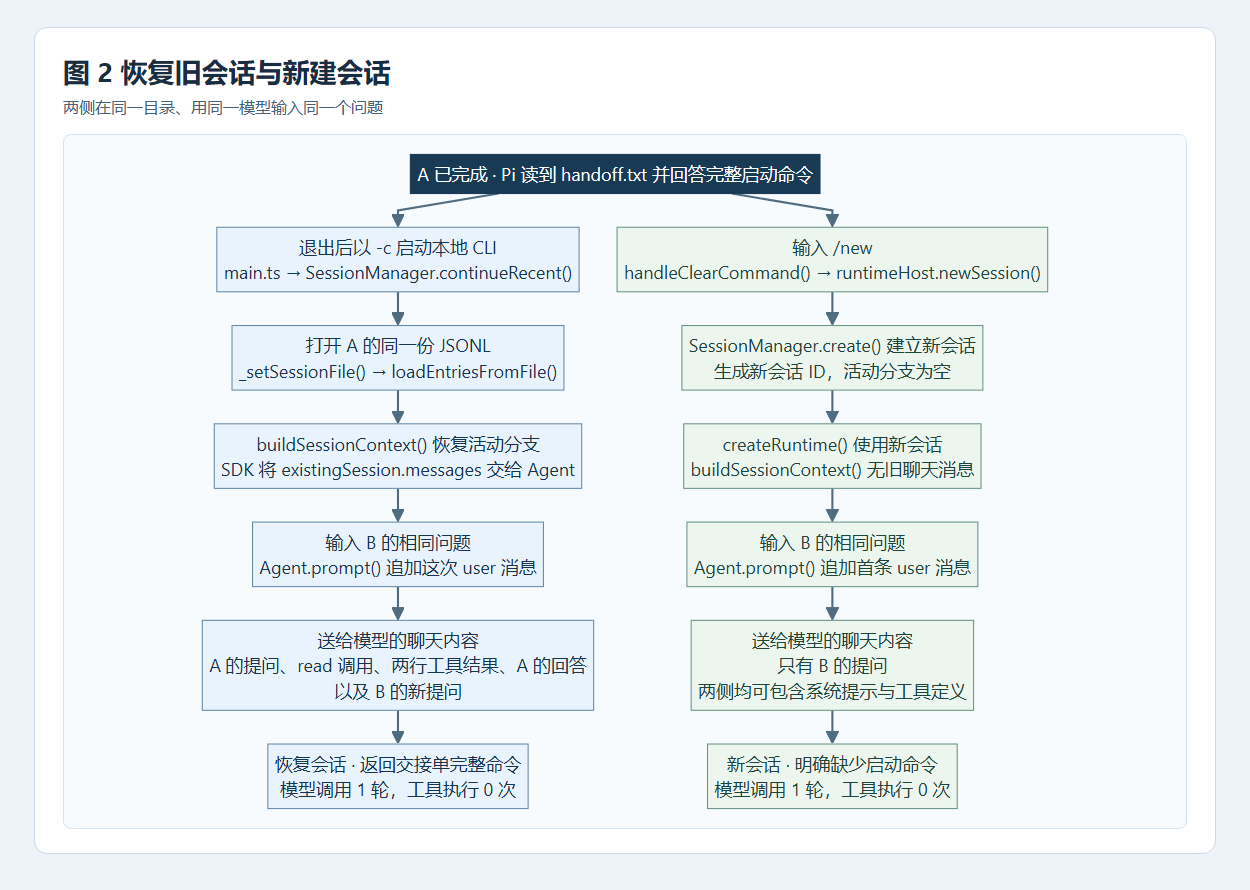 图 2 恢复旧会话与新建会话
两侧在同一目录、用同一模型输入同一个问题
A 已完成 · Pi 读到 handoff.txt 并回答完整启动命令
退出后以 -c 启动本地 CLI
main.ts → SessionManager.continueRecent()
打开 A 的同一份 JSONL
_setSessionFile() → loadEntriesFromFile()
buildSessionContext() 恢复活动分支
SDK 将 existingSession.messages 交给 Agent
输入 B 的相同问题
Agent.prompt() 追加这次 user 消息
送给模型的聊天内容
A 的提问、read 调用、两行工具结果、A 的回答
以及 B 的新提问
恢复会话 · 返回交接单完整命令
模型调用 1 轮，工具执行 0 次
输入 /new
handleClearCommand() → runtimeHost.newSession()
SessionManager.create() 建立新会话
生成新会话 ID，活动分支为空
createRuntime() 使用新会话
buildSessionContext() 无旧聊天消息
输入 B 的相同问题
Agent.prompt() 追加首条 user 消息
送给模型的聊天内容
只有 B 的提问
两侧均可包含系统提示与工具定义
新会话 · 明确缺少启动命令
模型调用 1 轮，工具执行 0 次